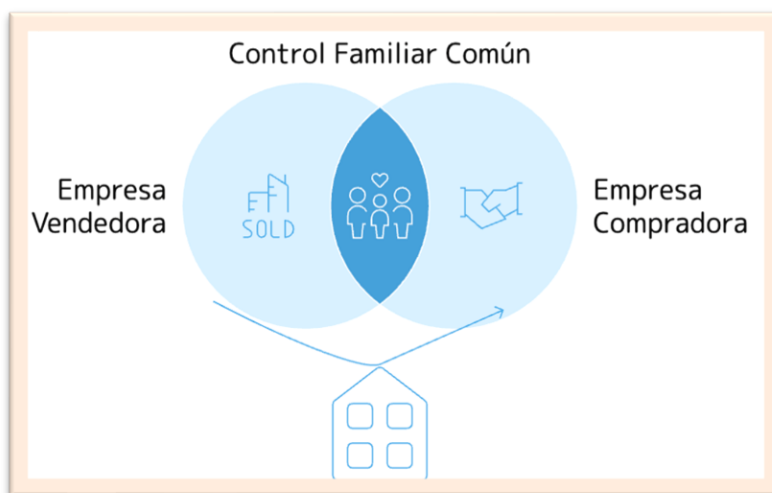 Control Familiar Común
Empresa
Vendedora
SOLD
Empresa
Compradora